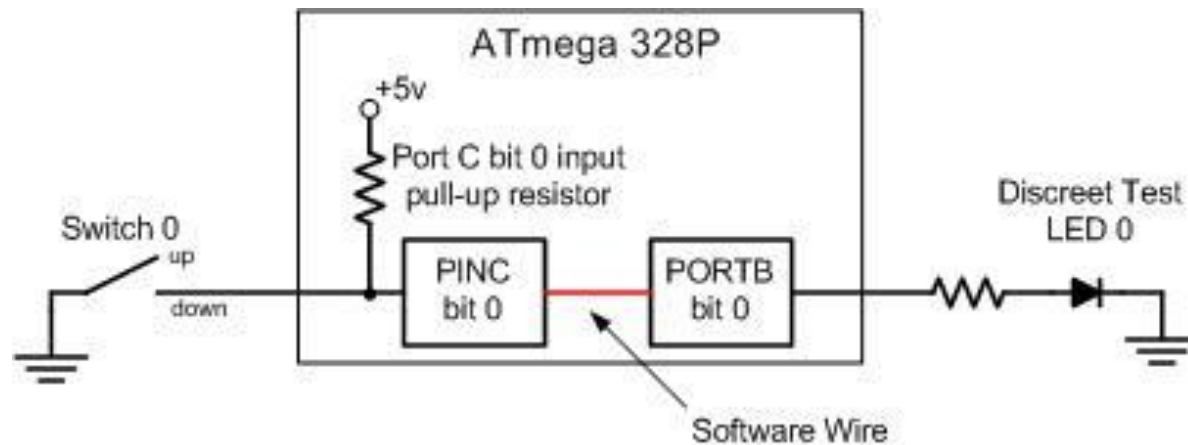 ATmega 328P
+5v
Port C bit 0 input
pull-up resistor
Discreet Test
LED 0
Switch 0
up
down
PINC
bit 0
PORTB
bit 0
Software Wire